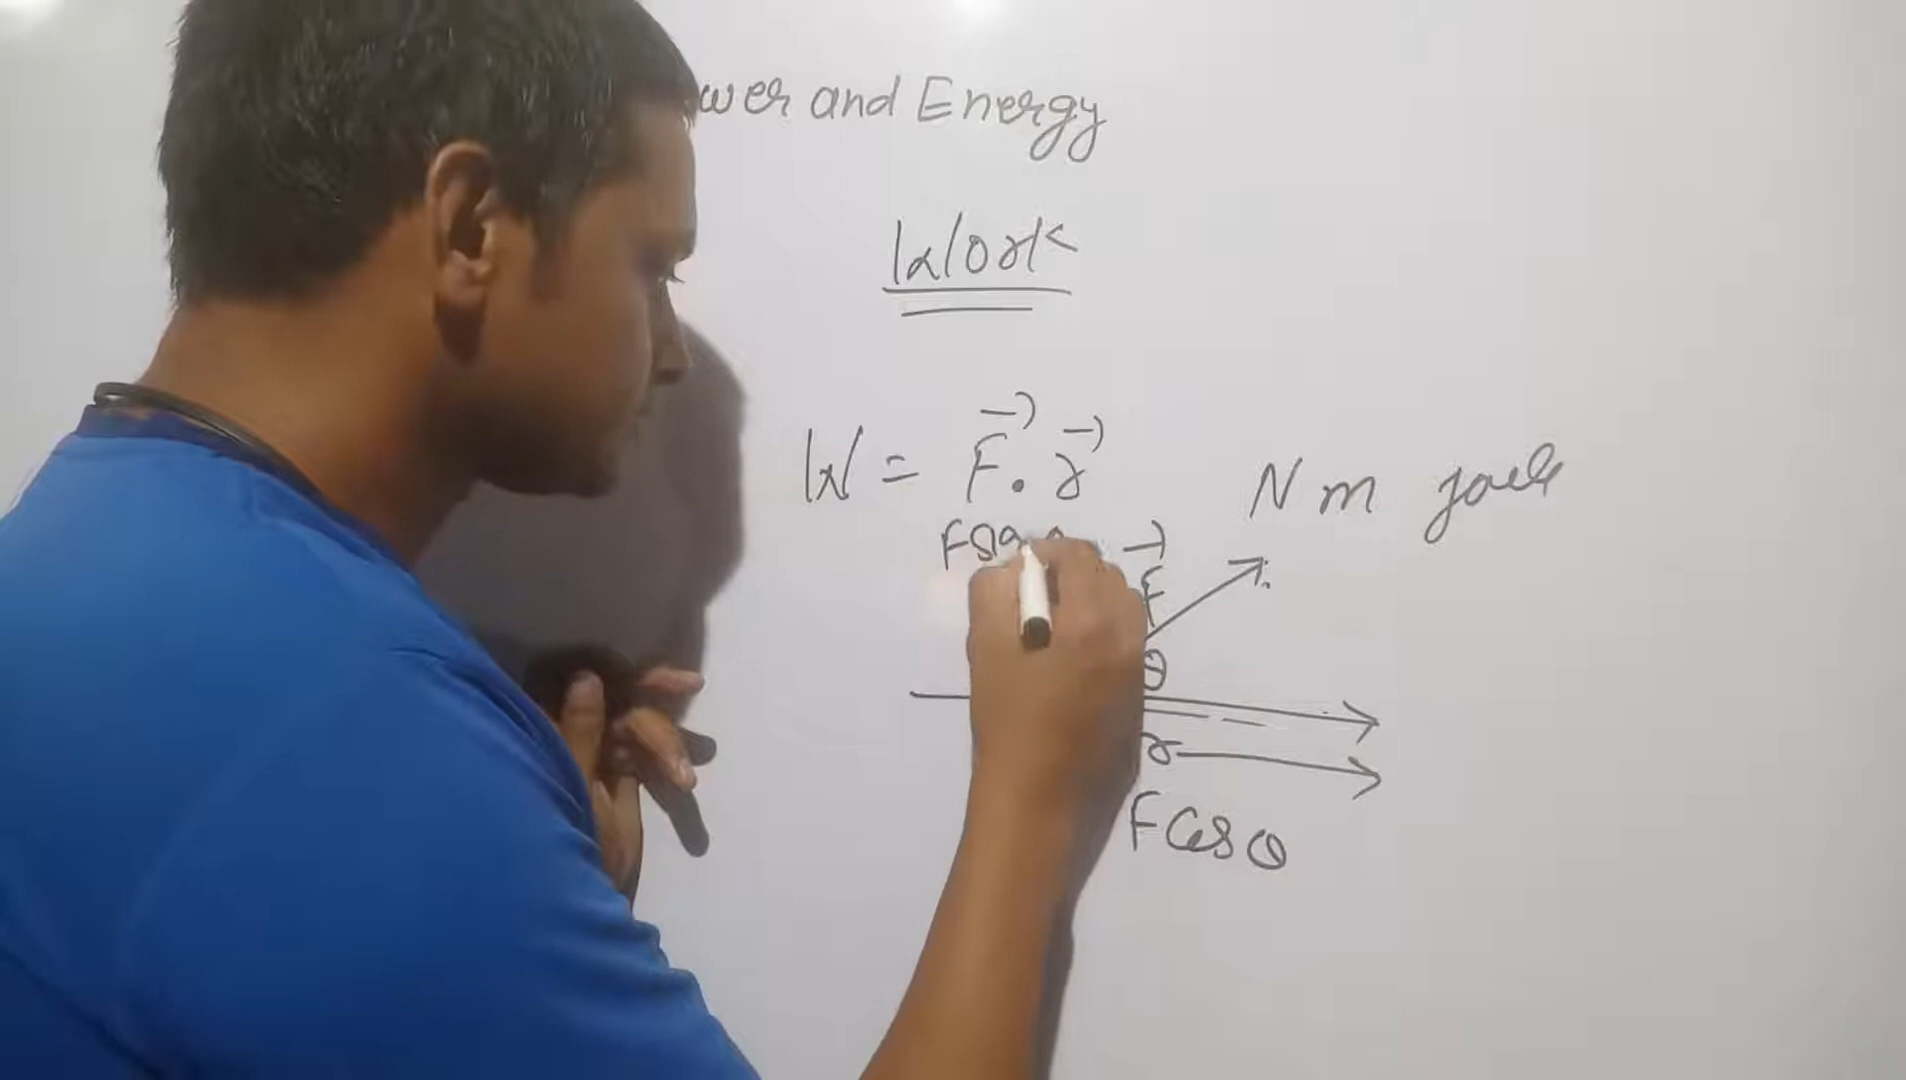 wer and Energy
Work
W = F⃗ . r⃗
N m joule
F⃗
θ
r
F Cos θ